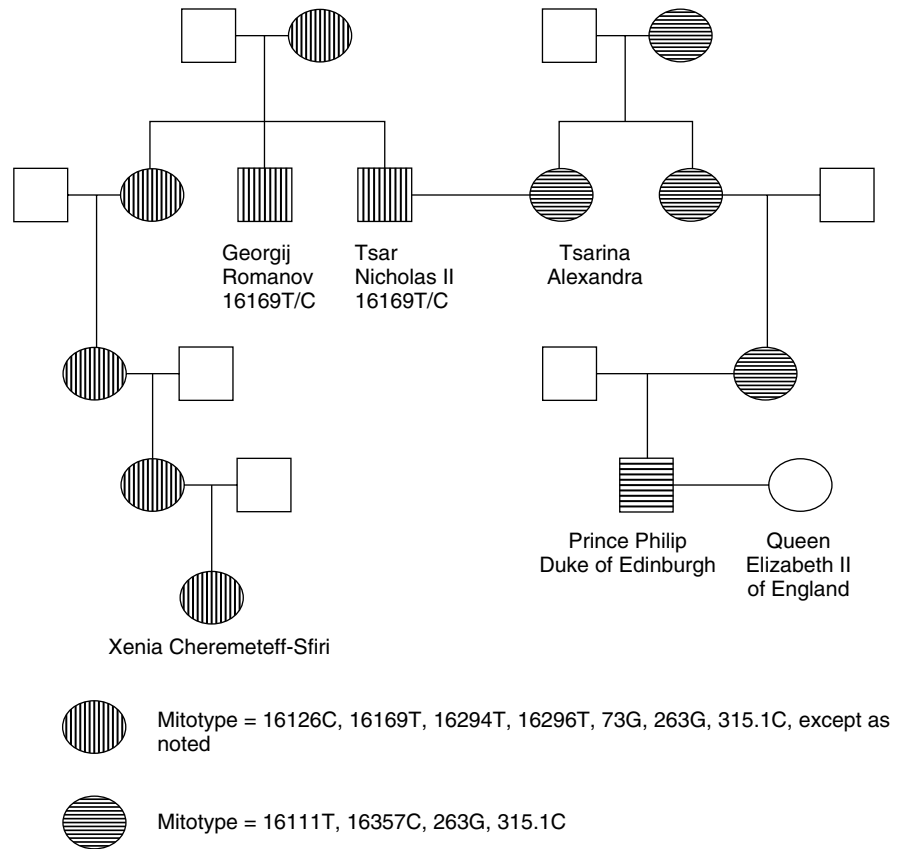 Georgij
Romanov
16169T/C
Tsar
Nicholas II
16169T/C
Tsarina
Alexandra
Prince Philip
Duke of Edinburgh
Queen
Elizabeth II
of England
Xenia Cheremeteff-Sfiri
Mitotype = 16126C, 16169T, 16294T, 16296T, 73G, 263G, 315.1C, except as
noted
Mitotype = 16111T, 16357C, 263G, 315.1C